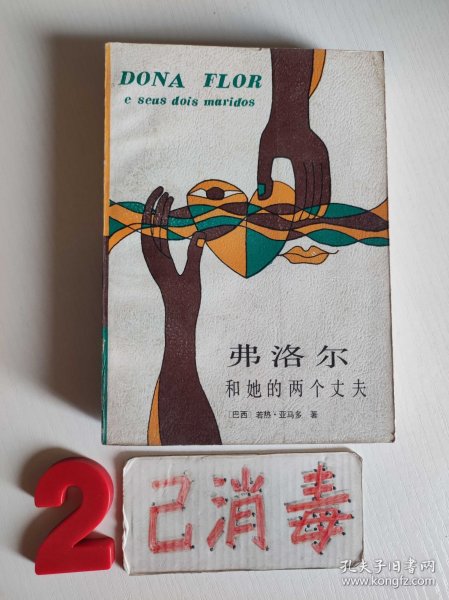 DONA FLOR
e seus dois maridos
弗洛尔
和她的两个丈夫
〔巴西〕若热·亚马多 著
2
己消毒
孔夫子旧书网
www.kongfz.com